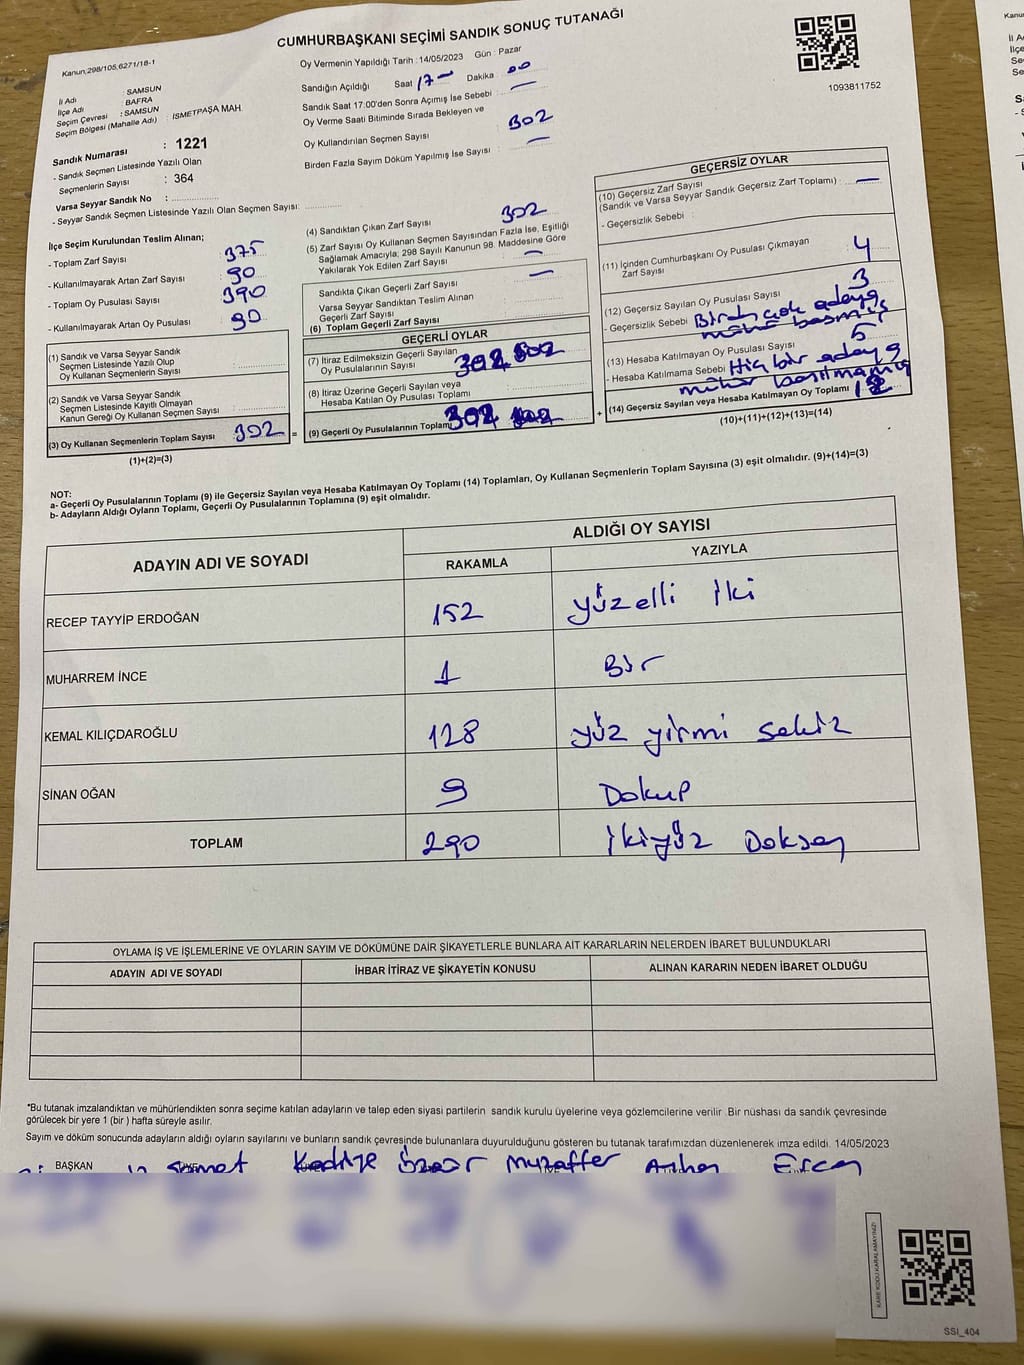 CUMHURBAŞKANI SEÇİMİ SANDIK SONUÇ TUTANAĞI
Kanun,298/105,6271/18-1
1093811752
İl Adı : SAMSUN
İlçe Adı : BAFRA
Seçim Çevresi : SAMSUN
Seçim Bölgesi (Mahalle Adı) : ISMETPAŞA MAH.
Sandık Numarası : 1221
- Sandık Seçmen Listesinde Yazılı Olan
Seçmenlerin Sayısı : 364
Varsa Seyyar Sandık No :
- Seyyar Sandık Seçmen Listesinde Yazılı Olan Seçmen Sayısı:
Oy Vermenin Yapıldığı Tarih : 14/05/2023 Gün : Pazar
Sandığın Açıldığı Saat 17 Dakika 00
Sandık Saat 17:00'den Sonra Açımış İse Sebebi : —
Oy Verme Saati Bitiminde Sırada Bekleyen ve
Oy Kullandırılan Seçmen Sayısı 302
Birden Fazla Sayım Döküm Yapılmış İse Sayısı : —
İlçe Seçim Kurulundan Teslim Alınan;
- Toplam Zarf Sayısı 375
- Kullanılmayarak Artan Zarf Sayısı 90
- Toplam Oy Pusulası Sayısı 390
- Kullanılmayarak Artan Oy Pusulası 90
(1) Sandık ve Varsa Seyyar Sandık
Seçmen Listesinde Yazılı Olup
Oy Kullanan Seçmenlerin Sayısı
(2) Sandık ve Varsa Seyyar Sandık
Seçmen Listesinde Kayıtlı Olmayan
Kanun Gereği Oy Kullanan Seçmen Sayısı
(3) Oy Kullanan Seçmenlerin Toplam Sayısı 302 =
(1)+(2)=(3)
(4) Sandıktan Çıkan Zarf Sayısı 302
(5) Zarf Sayısı Oy Kullanan Seçmen Sayısından Fazla İse, Eşitliği
Sağlamak Amacıyla; 298 Sayılı Kanunun 98. Maddesine Göre
Yakılarak Yok Edilen Zarf Sayısı —
Sandıkta Çıkan Geçerli Zarf Sayısı —
Varsa Seyyar Sandıktan Teslim Alınan
Geçerli Zarf Sayısı
(6) Toplam Geçerli Zarf Sayısı
GEÇERLİ OYLAR
(7) İtiraz Edilmeksizin Geçerli Sayılan
Oy Pusulalarının Sayısı
(8) İtiraz Üzerine Geçerli Sayılan veya
Hesaba Katılan Oy Pusulası Toplamı
(9) Geçerli Oy Pusulalarının Toplamı +
GEÇERSİZ OYLAR
(10) Geçersiz Zarf Sayısı
(Sandık ve Varsa Seyyar Sandık Geçersiz Zarf Toplamı) : —
- Geçersizlik Sebebi :
(11) İçinden Cumhurbaşkanı Oy Pusulası Çıkmayan
Zarf Sayısı 4
(12) Geçersiz Sayılan Oy Pusulası Sayısı 3
- Geçersizlik Sebebi Birden çok adaya
mühür basmış
(13) Hesaba Katılmayan Oy Pusulası Sayısı 5
- Hesaba Katılmama Sebebi Hiç bir adaya
mühür basılmamış
(14) Geçersiz Sayılan veya Hesaba Katılmayan Oy Toplamı 12
(10)+(11)+(12)+(13)=(14)
NOT:
a- Geçerli Oy Pusulalarının Toplamı (9) ile Geçersiz Sayılan veya Hesaba Katılmayan Oy Toplamı (14) Toplamları, Oy Kullanan Seçmenlerin Toplam Sayısına (3) eşit olmalıdır. (9)+(14)=(3)
b- Adayların Aldığı Oyların Toplamı, Geçerli Oy Pusulalarının Toplamına (9) eşit olmalıdır.
ADAYIN ADI VE SOYADI ALDIĞI OY SAYISI
RAKAMLA YAZIYLA
RECEP TAYYİP ERDOĞAN 152 yüzelli iki
MUHARREM İNCE 1 Bir
KEMAL KILIÇDAROĞLU 128 yüz yirmi sekiz
SİNAN OĞAN 9 Dokup
TOPLAM 290 ikiyüz Doksan
OYLAMA İŞ VE İŞLEMLERİNE VE OYLARIN SAYIM VE DÖKÜMÜNE DAİR ŞİKAYETLERLE BUNLARA AİT KARARLARIN NELERDEN İBARET BULUNDUKLARI
ADAYIN ADI VE SOYADI İHBAR İTİRAZ VE ŞİKAYETİN KONUSU ALINAN KARARIN NEDEN İBARET OLDUĞU
*Bu tutanak imzalandıktan ve mühürlendikten sonra seçime katılan adayların ve talep eden siyasi partilerin sandık kurulu üyelerine veya gözlemcilerine verilir .Bir nüshası da sandık çevresinde
görülecek bir yere 1 (bir ) hafta süreyle asılır.
Sayım ve döküm sonucunda adayların aldığı oyların sayılarını ve bunların sandık çevresinde bulunanlara duyurulduğunu gösteren bu tutanak tarafımızdan düzenlenerek imza edildi. 14/05/2023
BAŞKAN Samet Kadriye Muzaffer Ercan
KARE KODU KARALAMAYINIZ!
SSI_404